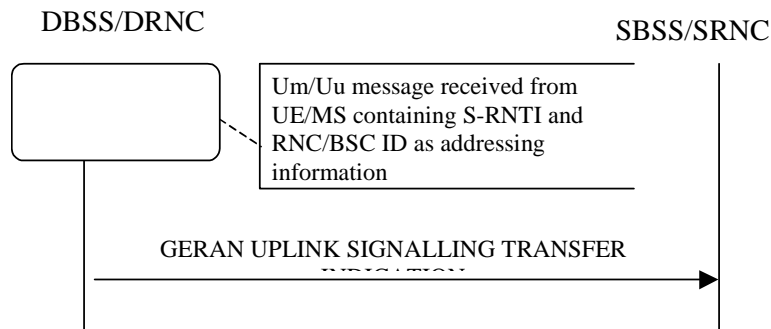 DBSS/DRNC
SBSS/SRNC
Um/Uu message received from
UE/MS containing S-RNTI and
RNC/BSC ID as addressing
information
GERAN UPLINK SIGNALLING TRANSFER
INDICATION